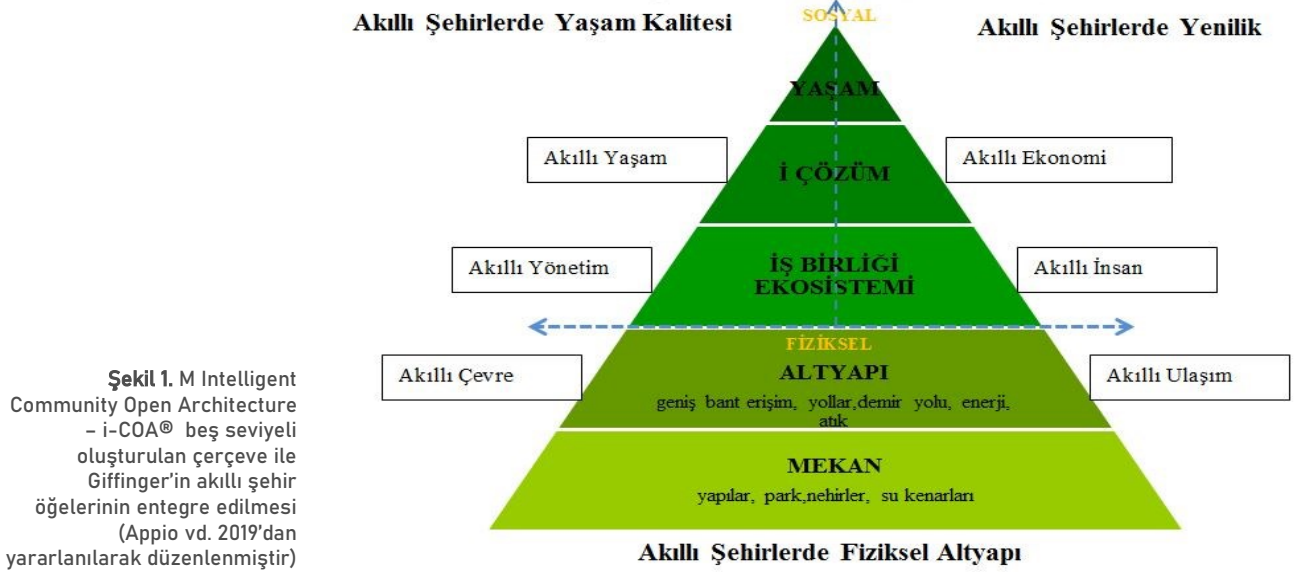 Akıllı Şehirlerde Yaşam Kalitesi
SOSYAL
Akıllı Şehirlerde Yenilik
YAŞAM
Akıllı Yaşam
İ ÇÖZÜM
Akıllı Ekonomi
Akıllı Yönetim
İŞ BİRLİĞİ
EKOSİSTEMİ
Akıllı İnsan
FİZİKSEL
Akıllı Çevre
ALTYAPI
Akıllı Ulaşım
geniş bant erişim, yollar,demir yolu, enerji,
atık
MEKAN
yapılar, park,nehirler, su kenarları
Akıllı Şehirlerde Fiziksel Altyapı
Şekil 1. M Intelligent
Community Open Architecture
– i-COA® beş seviyeli
oluşturulan çerçeve ile
Giffinger’in akıllı şehir
öğelerinin entegre edilmesi
(Appio vd. 2019’dan
yararlanılarak düzenlenmiştir)